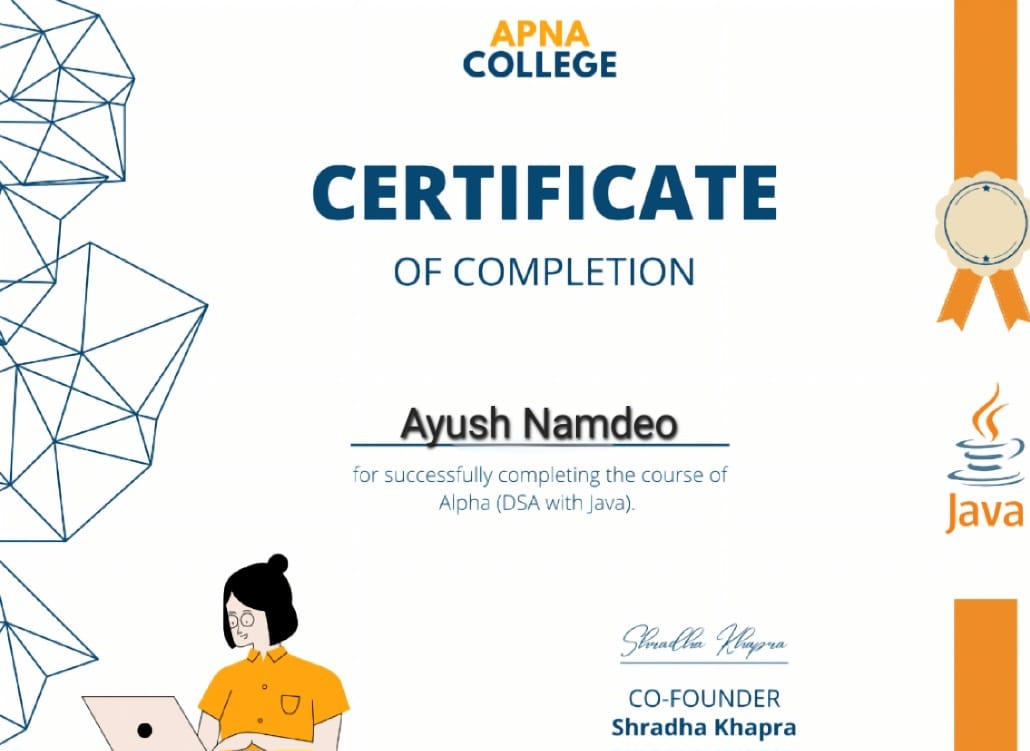 APNA
COLLEGE
CERTIFICATE
OF COMPLETION
Ayush Namdeo
for successfully completing the course of
Alpha (DSA with Java).
Java
Shradha Khapra
CO-FOUNDER
Shradha Khapra